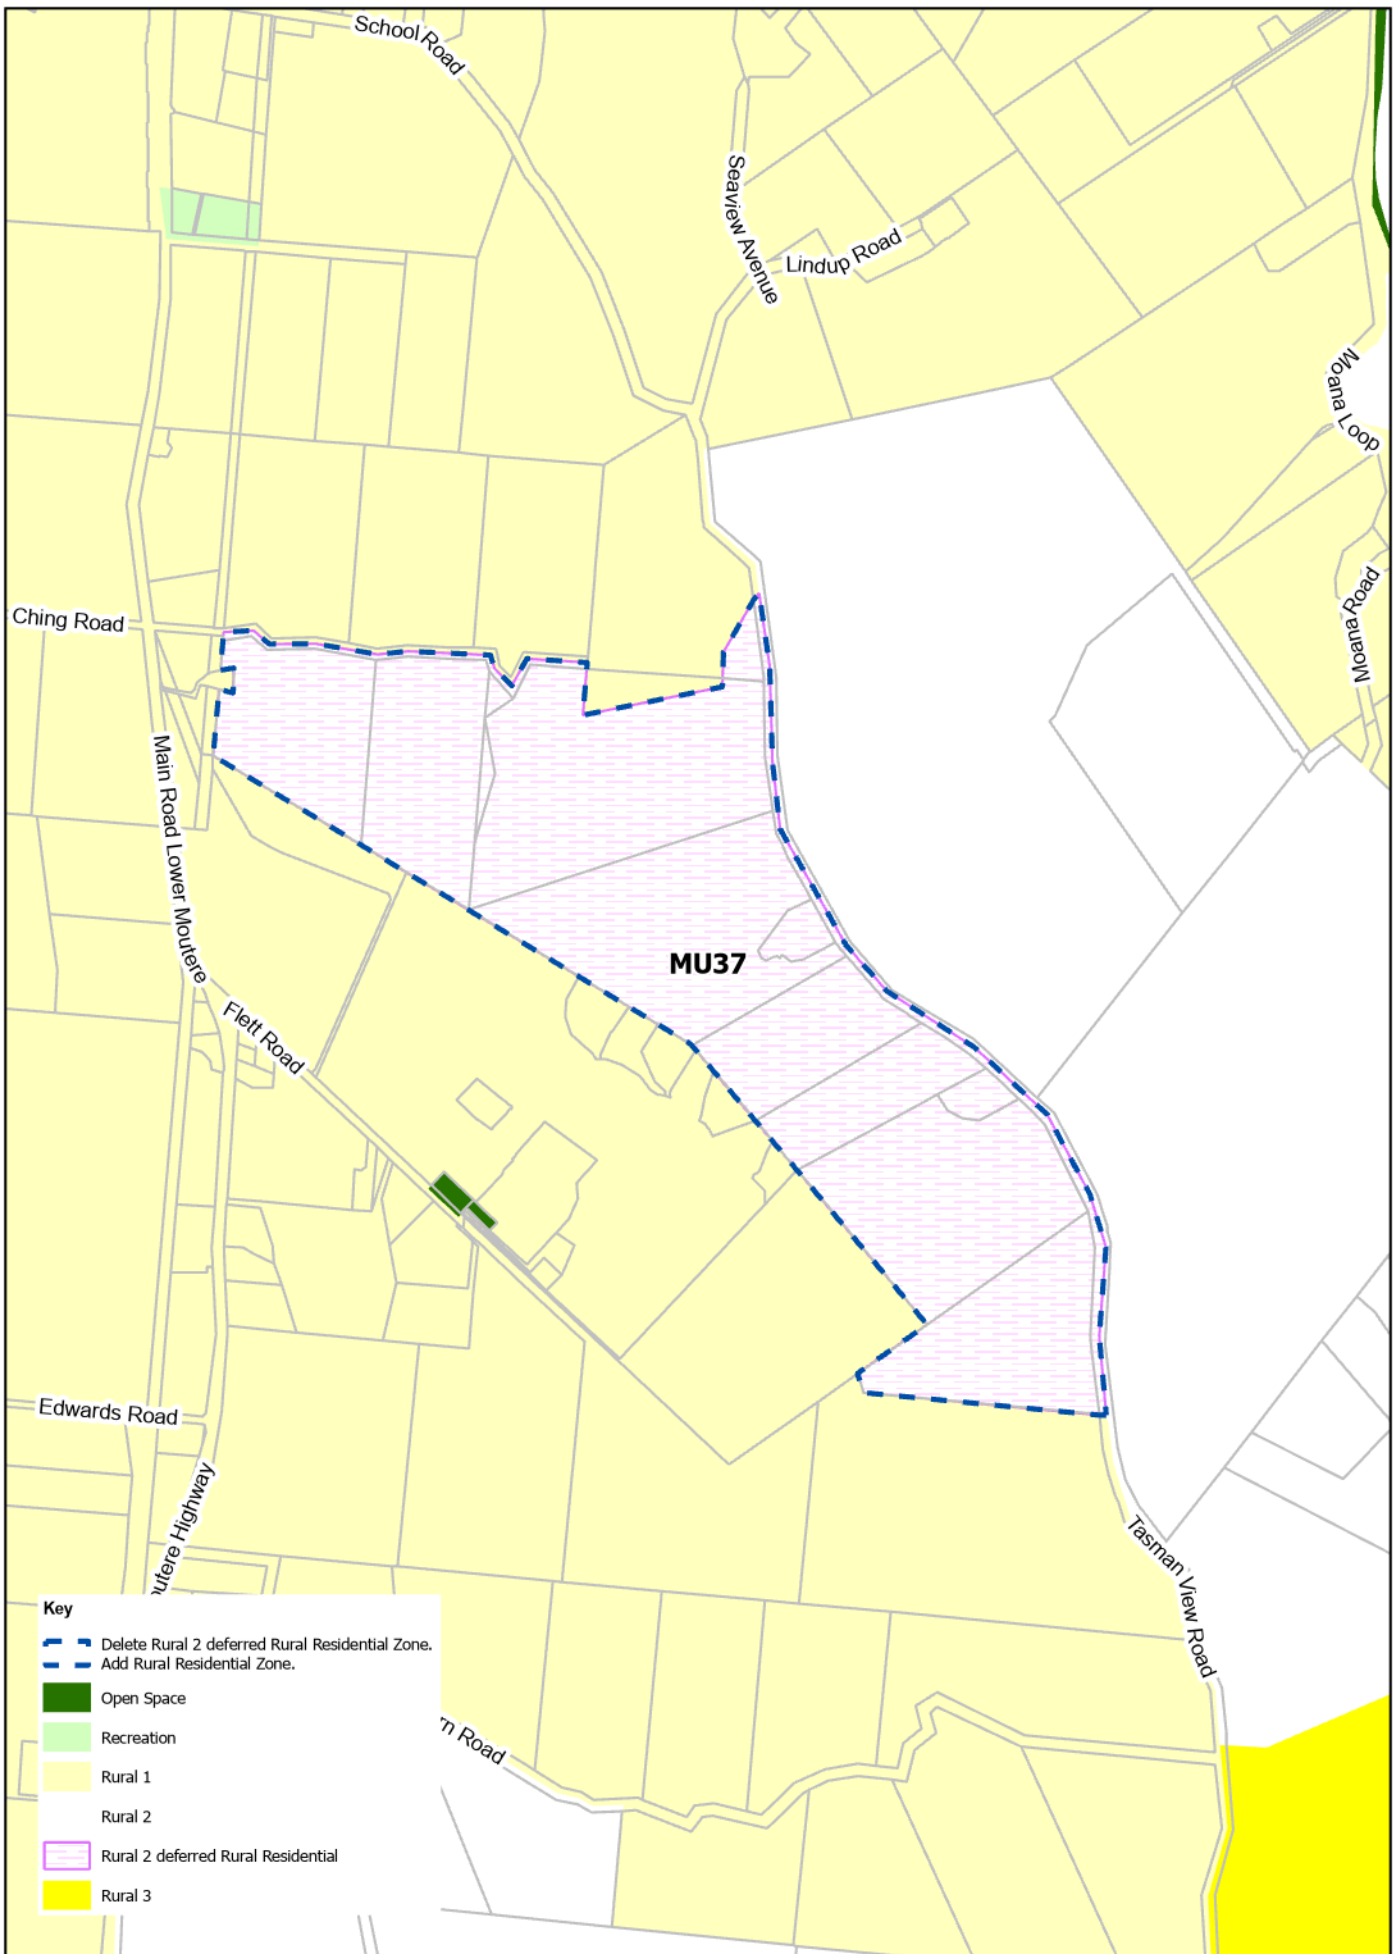 School Road
Seaview Avenue
Lindup Road
Moana Loop
Moana Road
Ching Road
Main Road Lower Moutere
MU37
Flett Road
Edwards Road
Highway
Tasman View Road
Road
Key
Delete Rural 2 deferred Rural Residential Zone.
Add Rural Residential Zone.
Open Space
Recreation
Rural 1
Rural 2
Rural 2 deferred Rural Residential
Rural 3